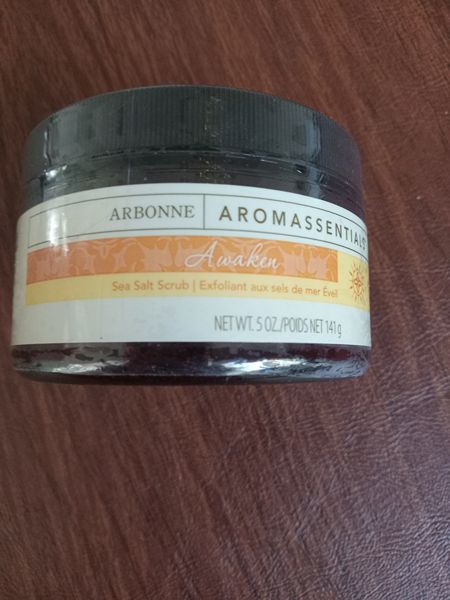 ARBONNE AROMASSENTIALS
Awaken
Sea Salt Scrub | Exfoliant aux sels de mer Éveil
NET WT. 5 OZ./POIDS NET 141 g